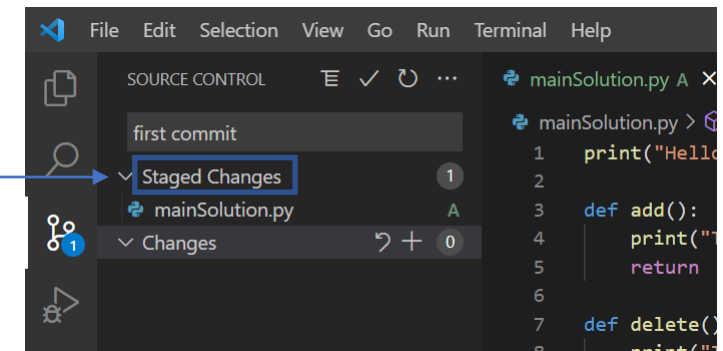 File Edit Selection View Go Run Terminal Help
SOURCE CONTROL
first commit
Staged Changes 1
mainSolution.py A
Changes 0
1
mainSolution.py A
mainSolution.py >
1 print("Hello
2
3 def add():
4 print("T
5 return
6
7 def delete()
8 print("T